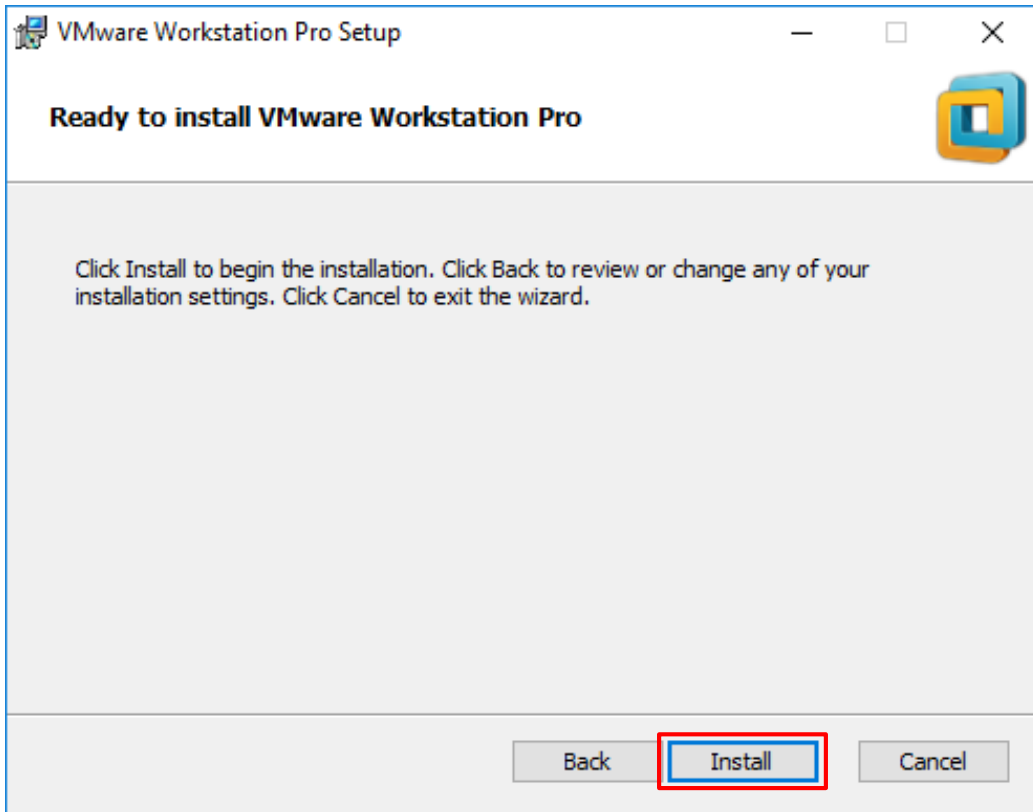 VMware Workstation Pro Setup
Ready to install VMware Workstation Pro
Click Install to begin the installation. Click Back to review or change any of your
installation settings. Click Cancel to exit the wizard.
Back Install Cancel